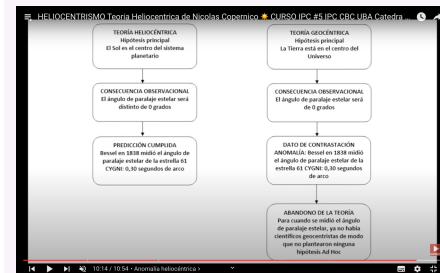 HELIOCENTRISMO Teoría Heliocentrica de Nicolas Copernico ☀ CURSO IPC #5 IPC CBC UBA Catedra ...
TEORÍA HELIOCÉNTRICA
Hipótesis principal
El Sol es el centro del sistema
planetario
CONSECUENCIA OBSERVACIONAL
El ángulo de paralaje estelar será
distinto de 0 grados
PREDICCIÓN CUMPLIDA
Bessel en 1838 midió el ángulo de
paralaje estelar de la estrella 61
CYGNI: 0,30 segundos de arco
TEORÍA GEOCÉNTRICA
Hipótesis principal
La Tierra está en el centro del
Universo
CONSECUENCIA OBSERVACIONAL
El ángulo de paralaje estelar será
de 0 grados
DATO DE CONTRASTACIÓN
ANOMALÍA: Bessel en 1838 midió
el ángulo de paralaje estelar de la
estrella 61 CYGNI: 0,30 segundos
de arco
ABANDONO DE LA TEORÍA
Para cuando se midió el ángulo
de paralaje estelar, ya no había
científicos geocentristas de modo
que no plantearon ninguna
hipótesis Ad Hoc
10:14 / 10:54 • Anomalía heliocéntrica >